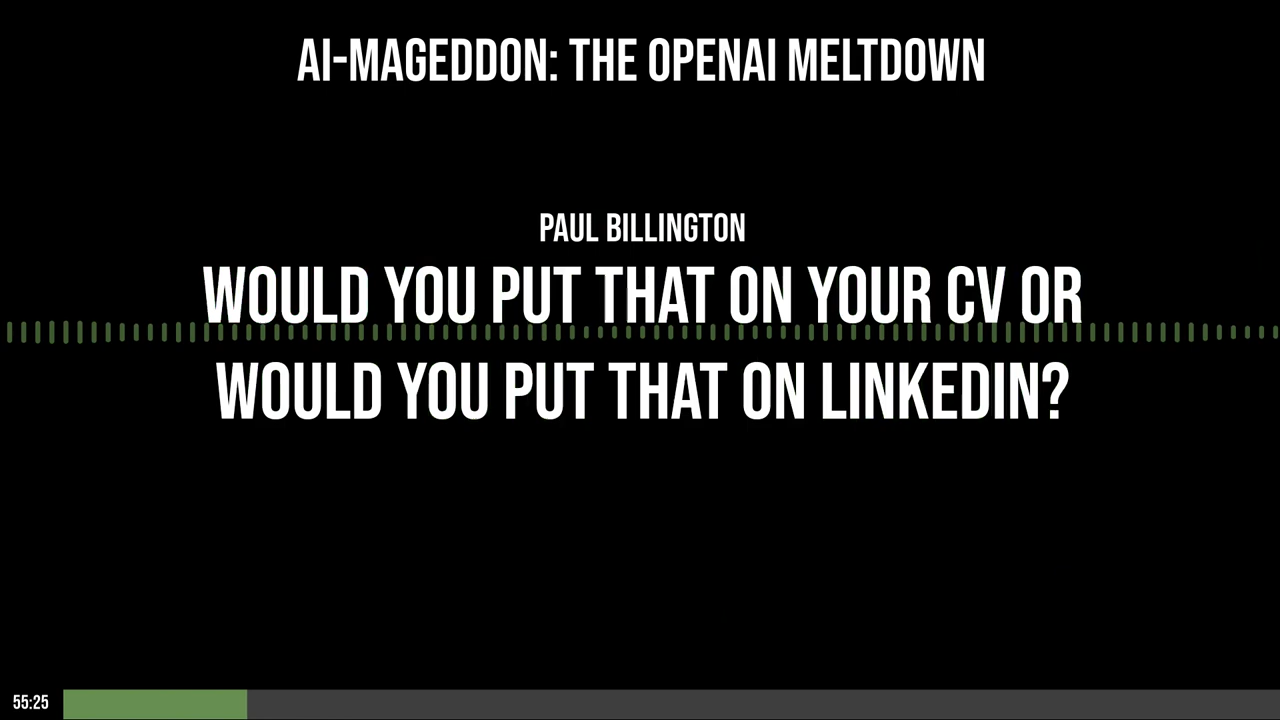 AI-MAGEDDON: THE OPENAI MELTDOWN
PAUL BILLINGTON
WOULD YOU PUT THAT ON YOUR CV OR
WOULD YOU PUT THAT ON LINKEDIN?
55:25